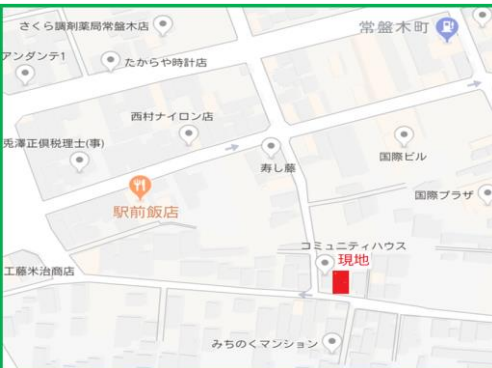 さくら調剤薬局常盤木店
常盤木町
アンダンテ1
たからや時計店
西村ナイロン店
兎澤正倶税理士(事)
寿し藤
国際ビル
駅前飯店
国際プラザ
コミュニティハウス
現地
工藤米治商店
みちのくマンション